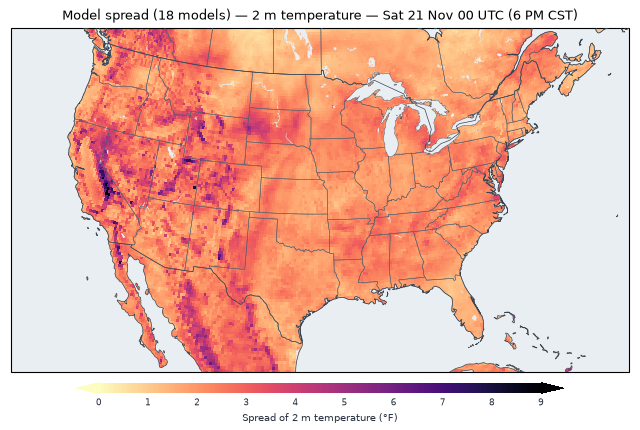 Model spread (18 models) — 2 m temperature — Sat 21 Nov 00 UTC (6 PM CST)
0 1 2 3 4 5 6 7 8 9
Spread of 2 m temperature (°F)